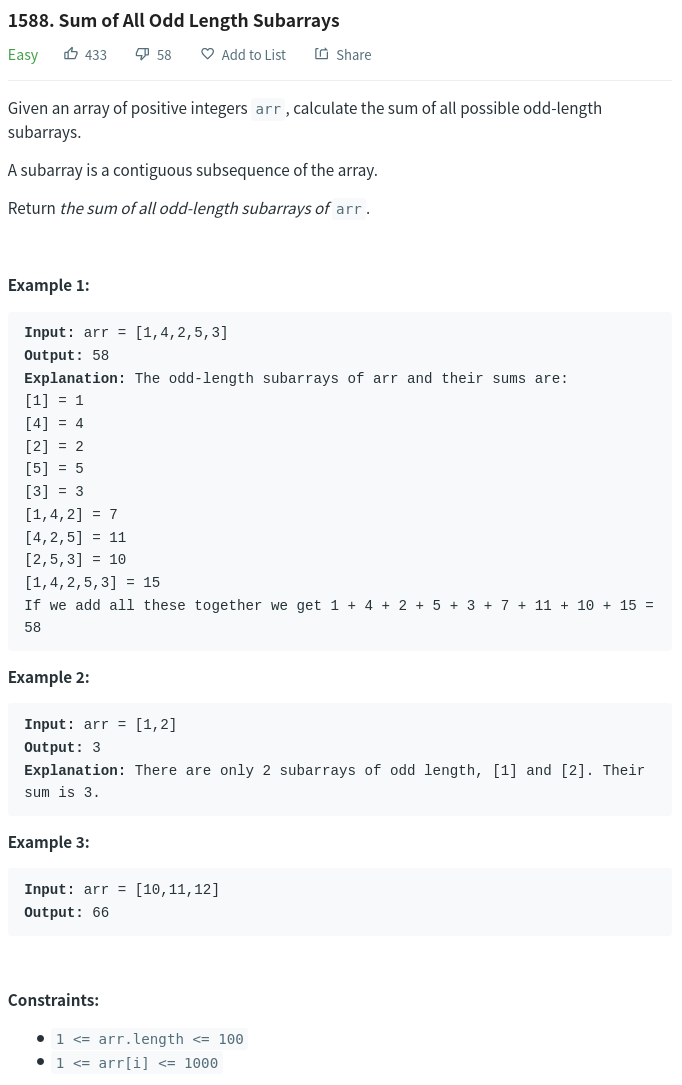 1588. Sum of All Odd Length Subarrays
Easy 433 58 Add to List Share
Given an array of positive integers arr, calculate the sum of all possible odd-length
subarrays.
A subarray is a contiguous subsequence of the array.
Return the sum of all odd-length subarrays of arr.
Example 1:
Input: arr = [1,4,2,5,3]
Output: 58
Explanation: The odd-length subarrays of arr and their sums are:
[1] = 1
[4] = 4
[2] = 2
[5] = 5
[3] = 3
[1,4,2] = 7
[4,2,5] = 11
[2,5,3] = 10
[1,4,2,5,3] = 15
If we add all these together we get 1 + 4 + 2 + 5 + 3 + 7 + 11 + 10 + 15 =
58
Example 2:
Input: arr = [1,2]
Output: 3
Explanation: There are only 2 subarrays of odd length, [1] and [2]. Their
sum is 3.
Example 3:
Input: arr = [10,11,12]
Output: 66
Constraints:
• 1 <= arr.length <= 100
• 1 <= arr[i] <= 1000